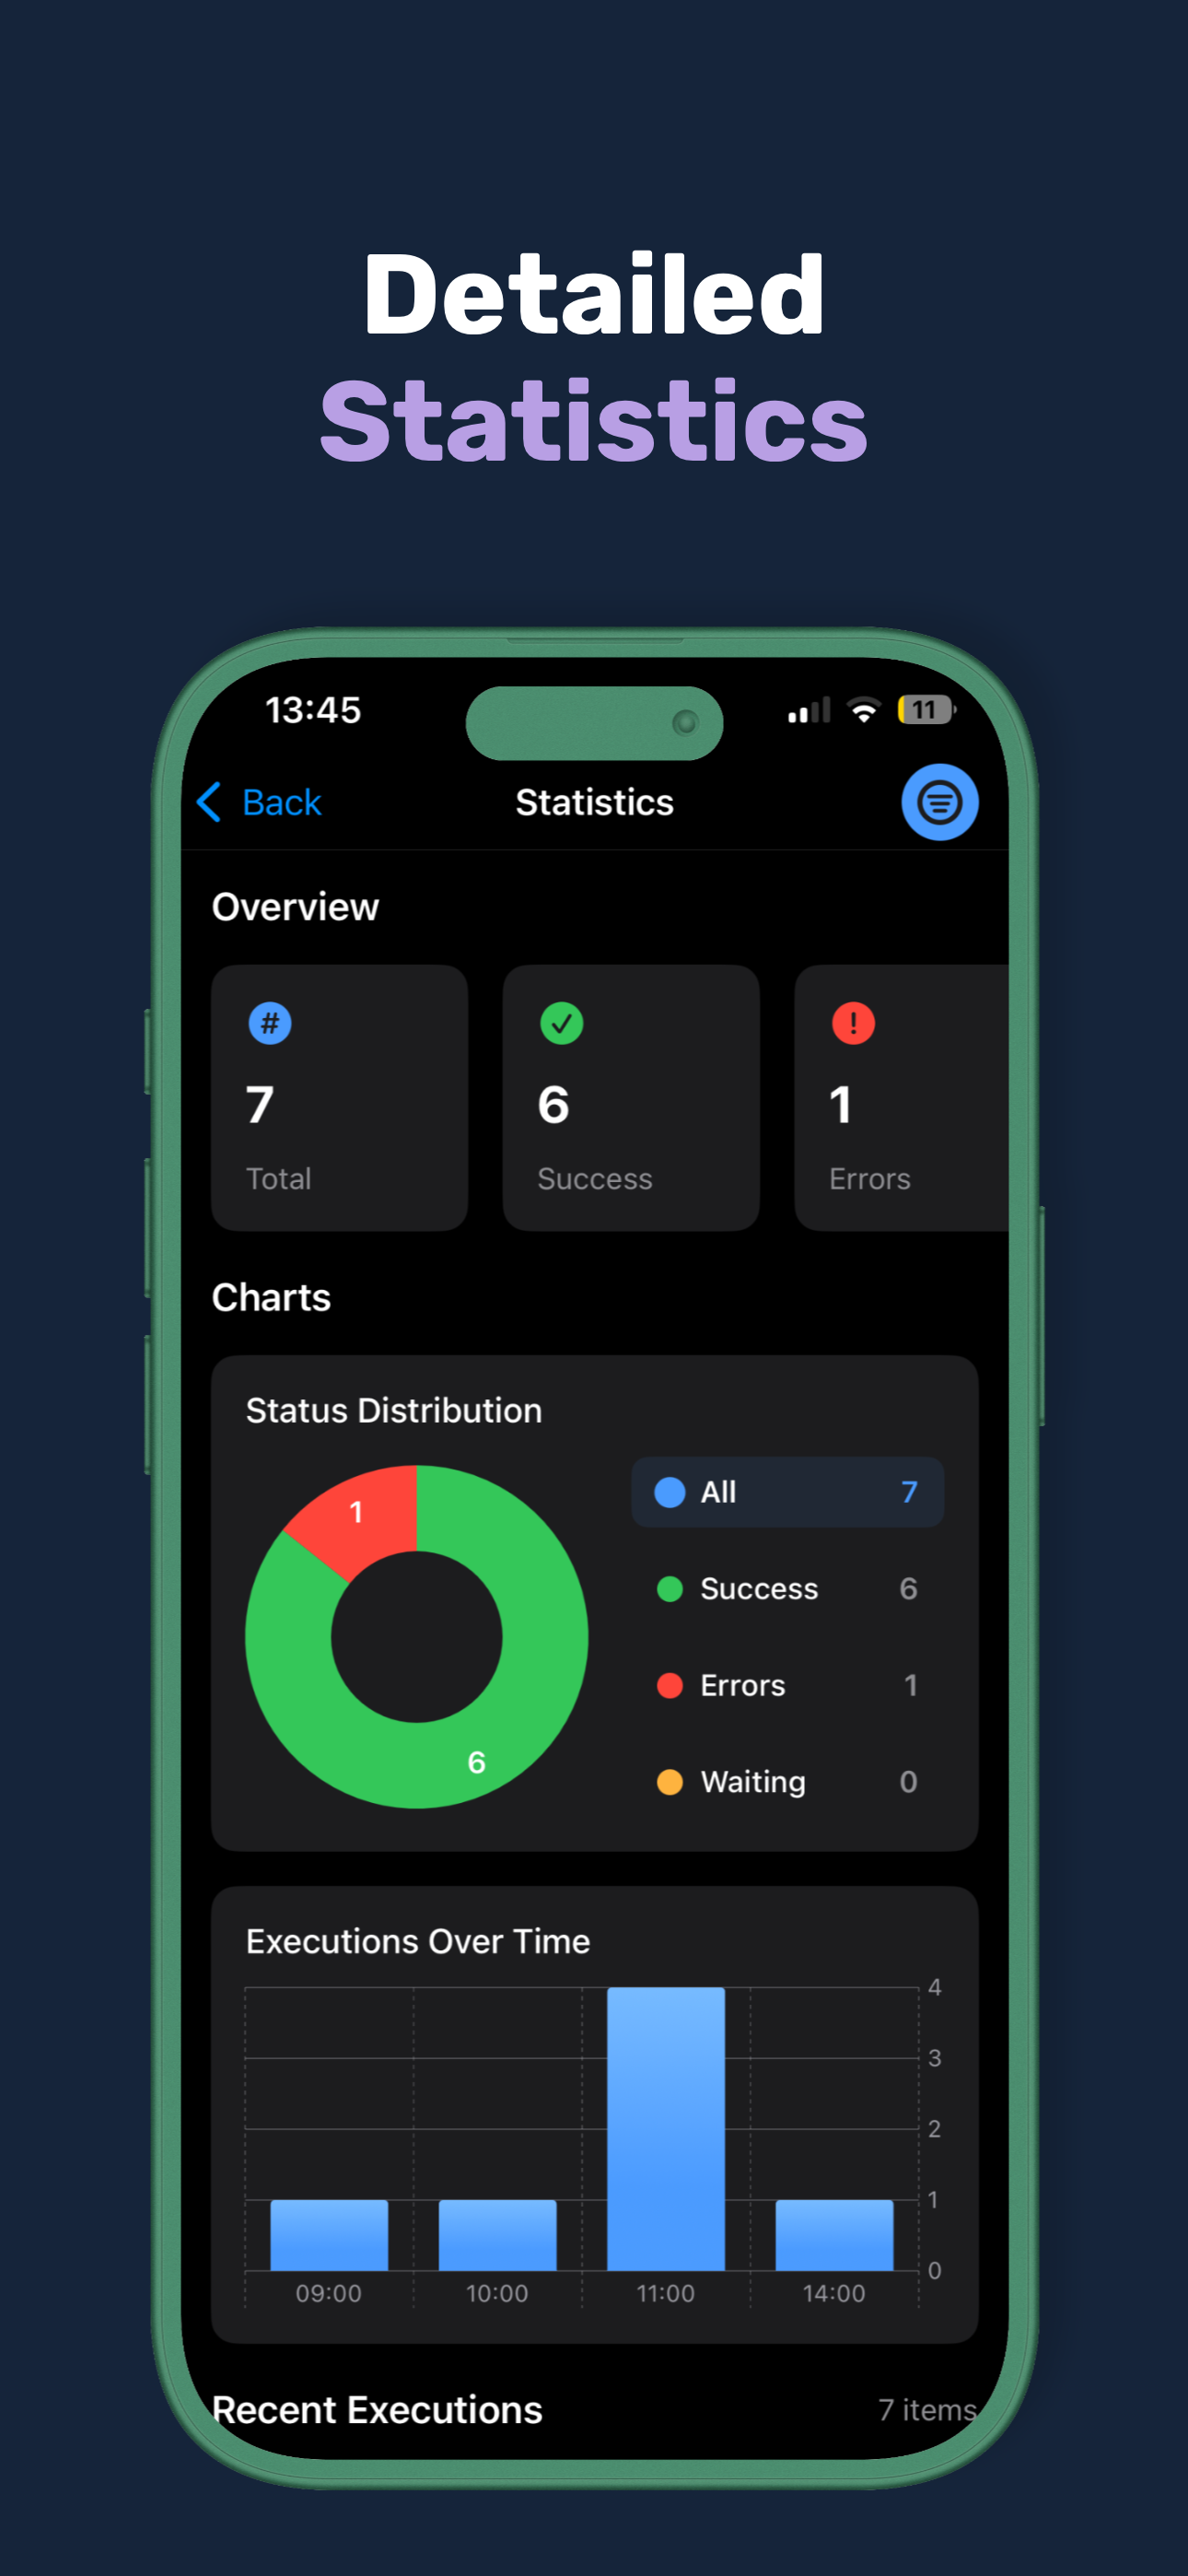 Detailed
Statistics
13:45
11
Back
Statistics
Overview
#
7
Total
6
Success
!
1
Errors
Charts
Status Distribution
1
6
All 7
Success 6
Errors 1
Waiting 0
Executions Over Time
4
3
2
1
0
09:00 10:00 11:00 14:00
Recent Executions 7 items